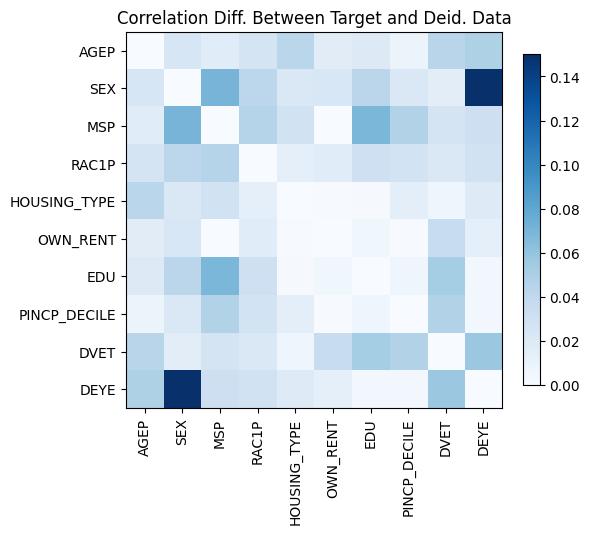 Correlation Diff. Between Target and Deid. Data
AGEP
SEX
MSP
RAC1P
HOUSING_TYPE
OWN_RENT
EDU
PINCP_DECILE
DVET
DEYE
AGEP
SEX
MSP
RAC1P
HOUSING_TYPE
OWN_RENT
EDU
PINCP_DECILE
DVET
DEYE
0.14
0.12
0.10
0.08
0.06
0.04
0.02
0.00